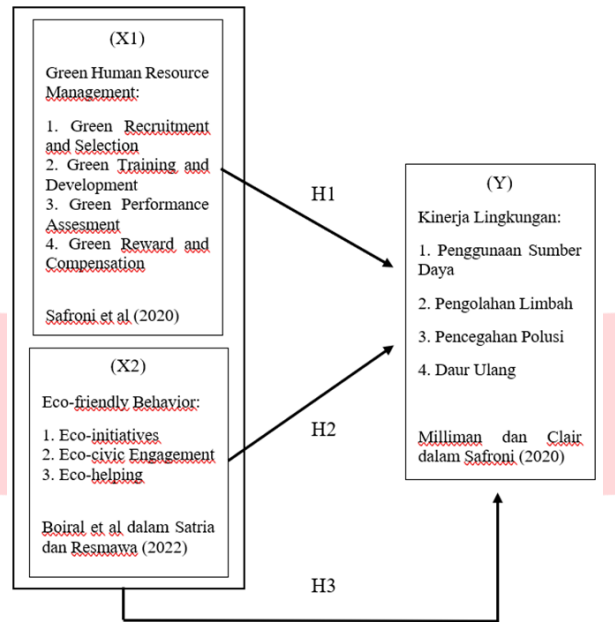 (X1)
Green Human Resource
Management:
1. Green Recruitment
and Selection
2. Green Training and
Development
3. Green Performance
Assesment
4. Green Reward and
Compensation
Safroni et al (2020)
(X2)
Eco-friendly Behavior:
1. Eco-initiatives
2. Eco-civic Engagement
3. Eco-helping
Boiral et al dalam Satria
dan Resmawa (2022)
H1
H2
H3
(Y)
Kinerja Lingkungan:
1. Penggunaan Sumber
Daya
2. Pengolahan Limbah
3. Pencegahan Polusi
4. Daur Ulang
Milliman dan Clair
dalam Safroni (2020)